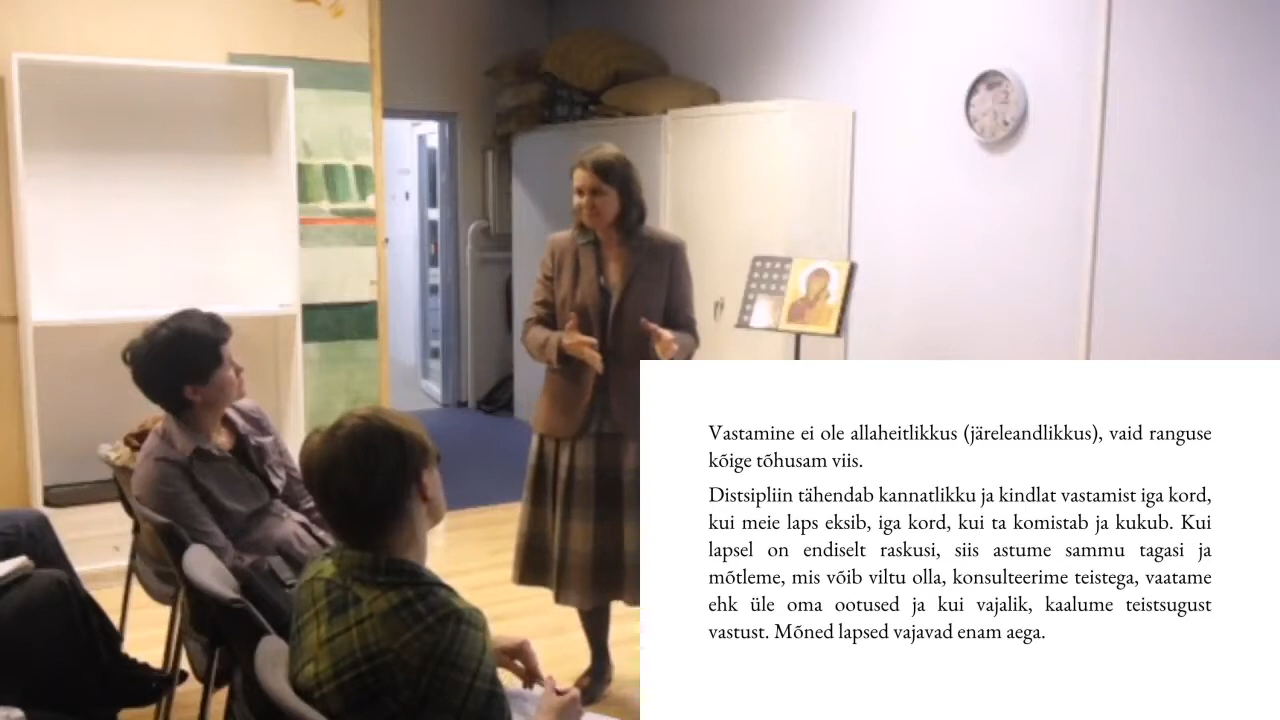 Vastamine ei ole allaheitlikkus (järeleandlikkus), vaid ranguse
kõige tõhusam viis.
Distsipliin tähendab kannatlikku ja kindlat vastamist iga kord,
kui meie laps eksib, iga kord, kui ta komistab ja kukub. Kui
lapsel on endiselt raskusi, siis astume sammu tagasi ja
mõtleme, mis võib viltu olla, konsulteerime teistega, vaatame
ehk üle oma ootused ja kui vajalik, kaalume teistsugust
vastust. Mõned lapsed vajavad enam aega.